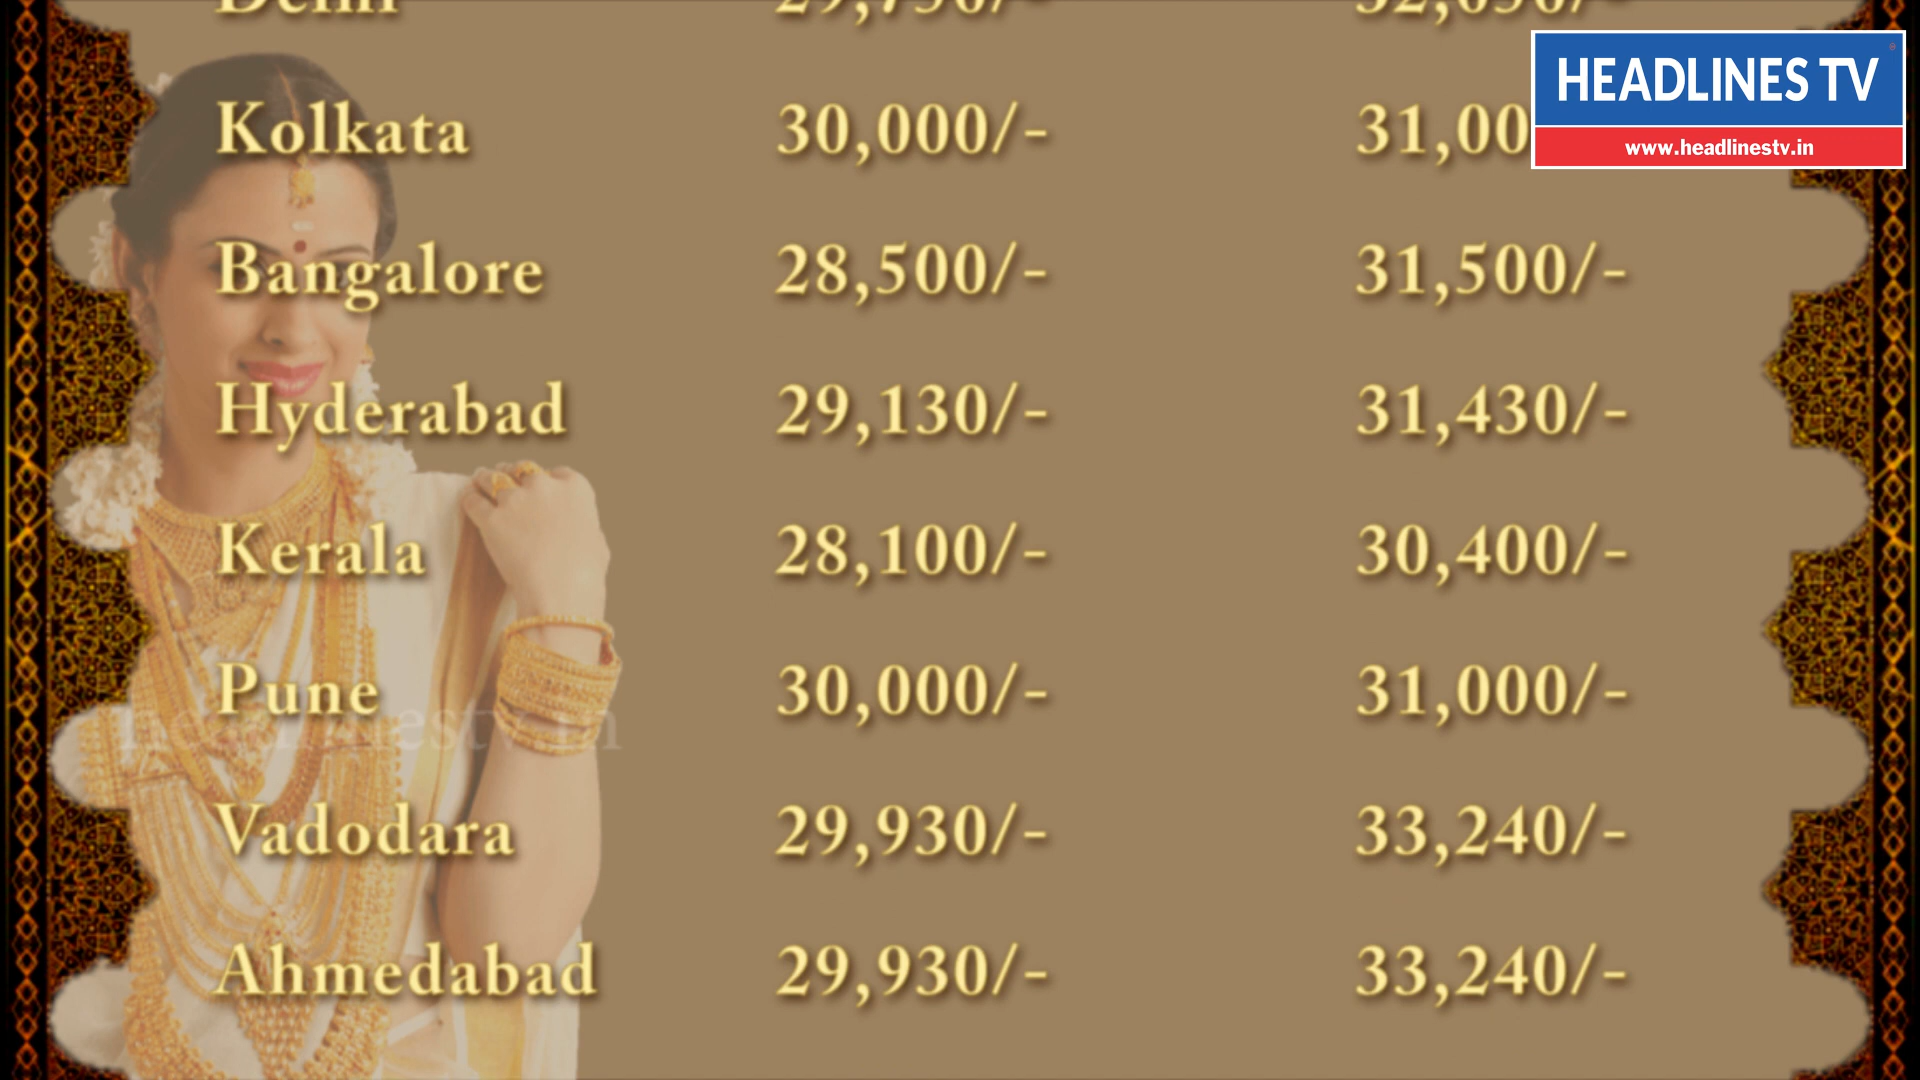 HEADLINES TV
www.headlinestv.in
Kolkata 30,000/- 31,00
Bangalore 28,500/- 31,500/-
Hyderabad 29,130/- 31,430/-
Kerala 28,100/- 30,400/-
Pune 30,000/- 31,000/-
headlinestv.in
Vadodara 29,930/- 33,240/-
Ahmedabad 29,930/- 33,240/-